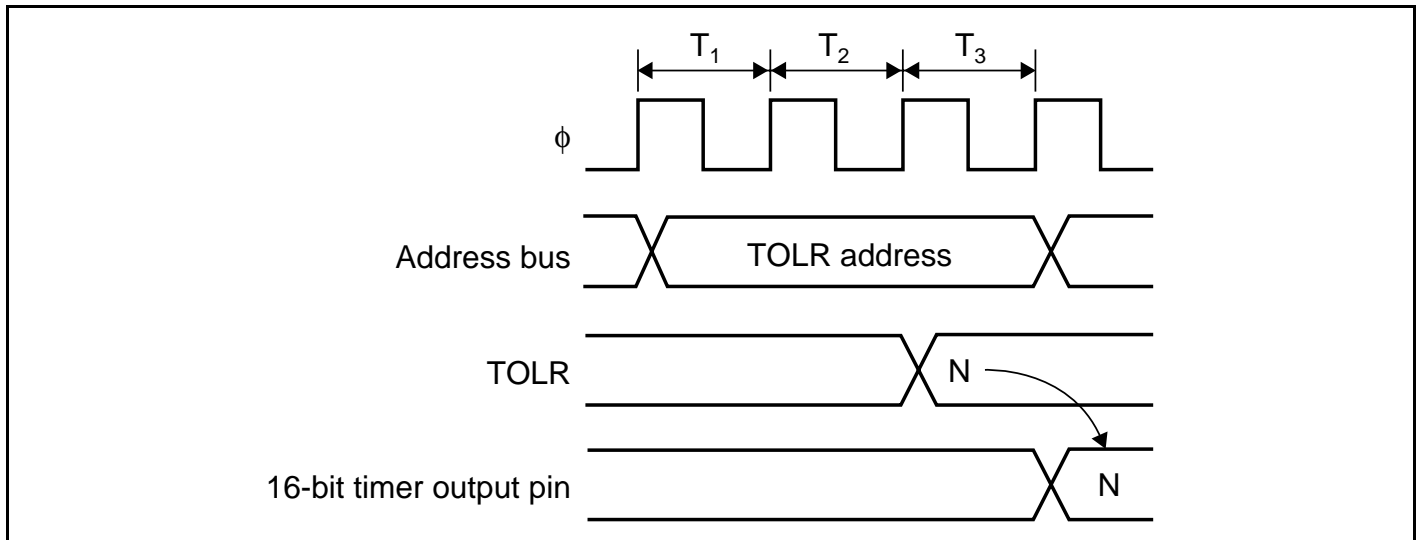 T₁ T₂ T₃
ϕ
Address bus TOLR address
TOLR N
16-bit timer output pin N